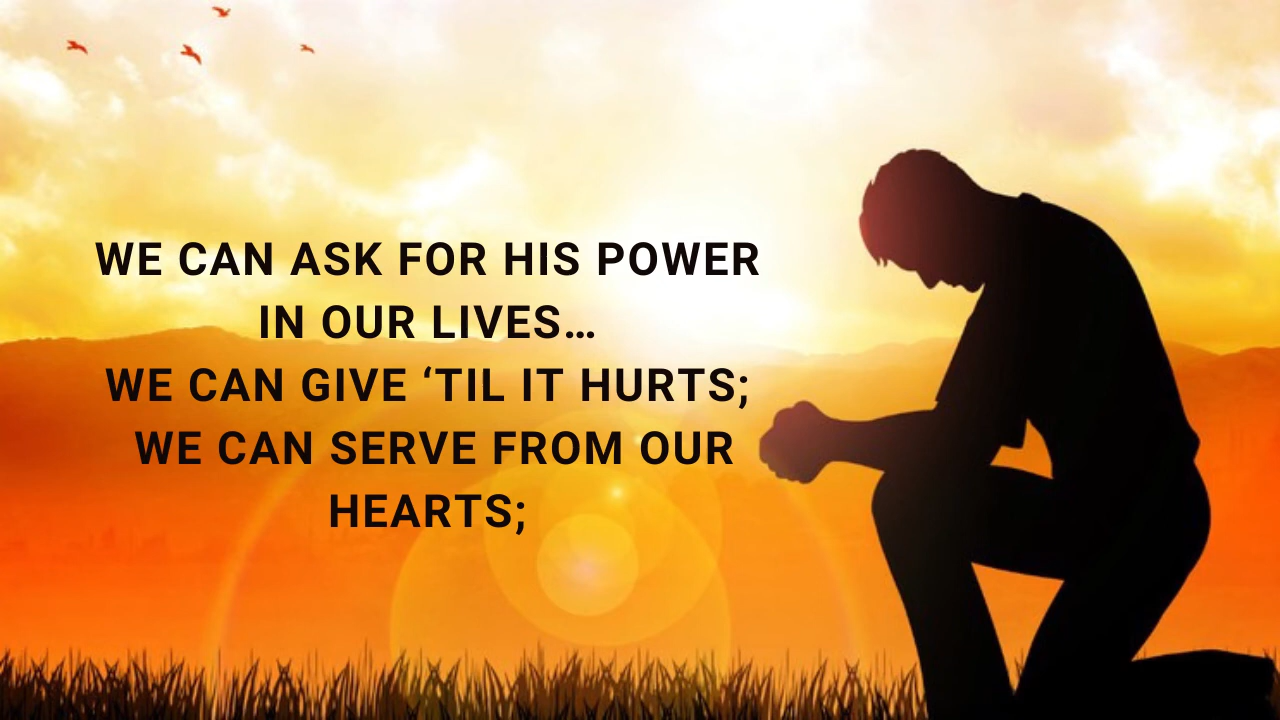 WE CAN ASK FOR HIS POWER
IN OUR LIVES…
WE CAN GIVE ‘TIL IT HURTS;
WE CAN SERVE FROM OUR
HEARTS;